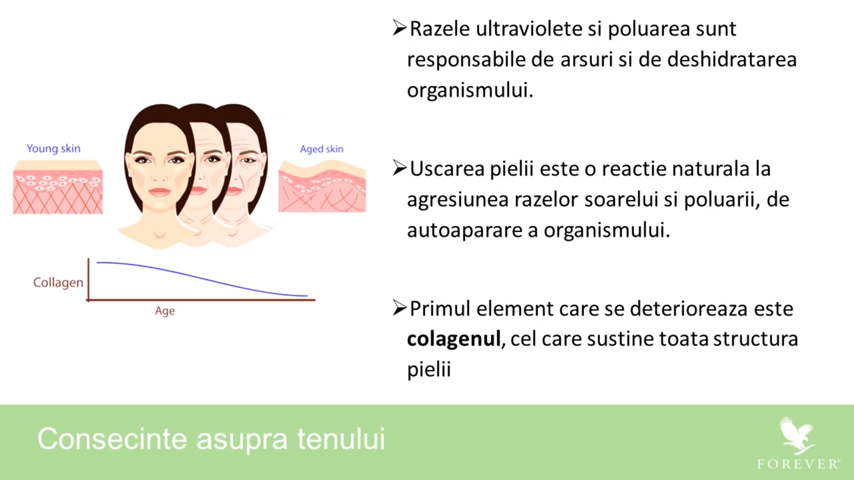 ➢Razele ultraviolete si poluarea sunt
responsabile de arsuri si de deshidratarea
organismului.
➢Uscarea pielii este o reactie naturala la
agresiunea razelor soarelui si poluarii, de
autoaparare a organismului.
➢Primul element care se deterioreaza este
colagenul, cel care sustine toata structura
pielii
Young skin
Aged skin
Collagen
Age
Consecinte asupra tenului
FOREVER®